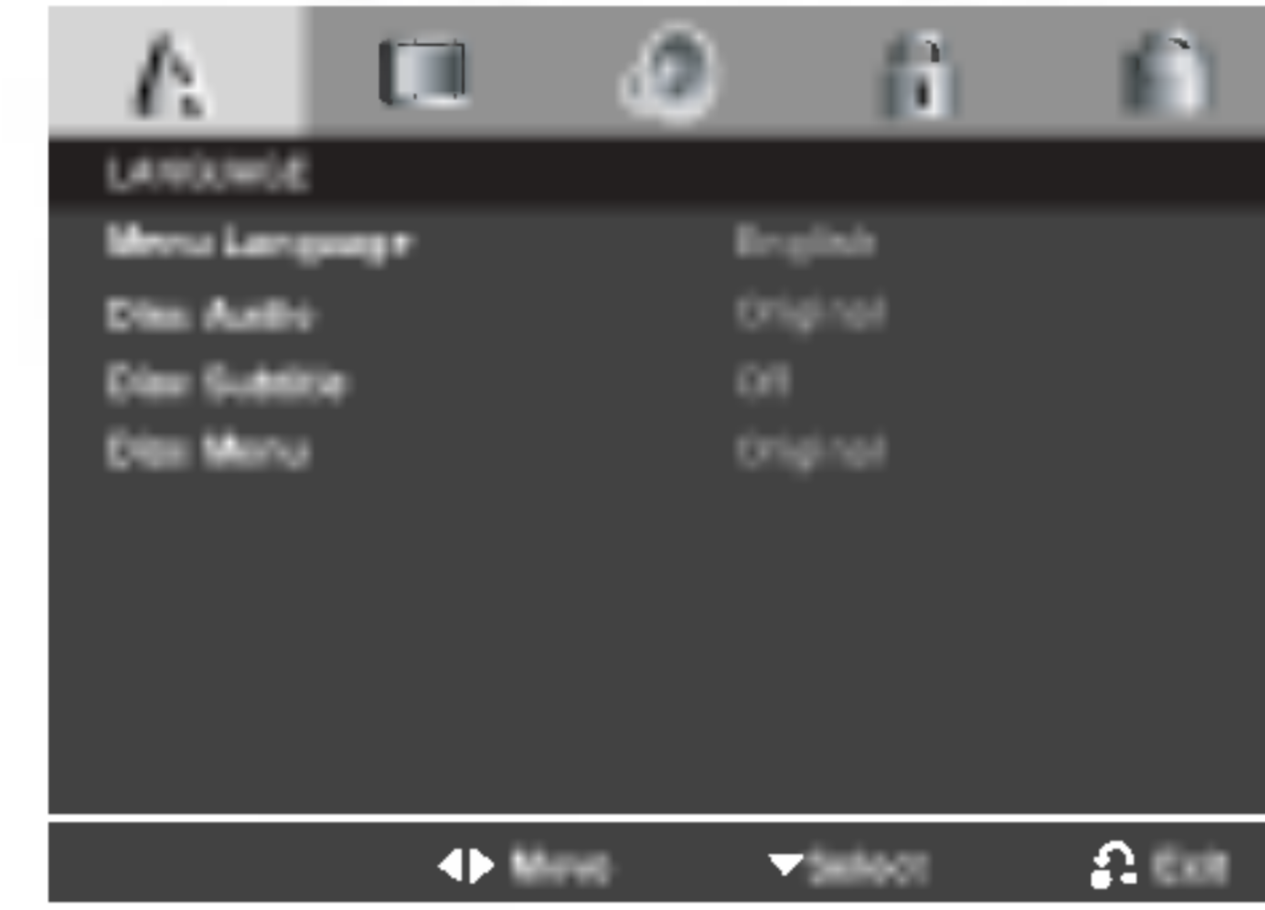 LANGUAGE
Menu Language English
Disc Audio Original
Disc Subtitle Off
Disc Menu Original
Move Select Exit